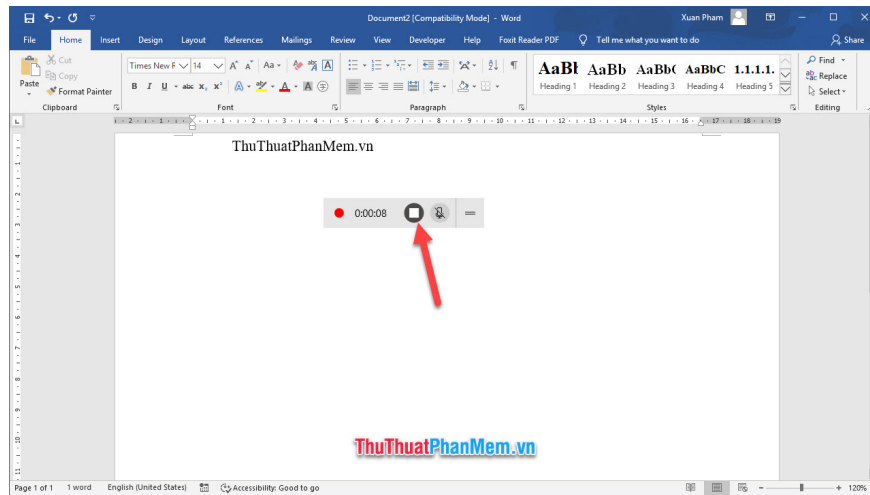 Document2 [Compatibility Mode] - Word
Xuan Pham
File Home Insert Design Layout References Mailings Review View Developer Help Foxit Reader PDF Tell me what you want to do Share
Paste
Cut
Copy
Format Painter
Clipboard
Times New F 14
Font
Paragraph
AaBb AaBb AaBb( AaBbC 1.1.1.
Heading 1 Heading 2 Heading 3 Heading 4 Heading 5
Styles
Find
Replace
Select
Editing
ThuThuatPhanMem.vn
0:00:08
ThuThuatPhanMem.vn
Page 1 of 1 1 word English (United States) Accessibility: Good to go 120%